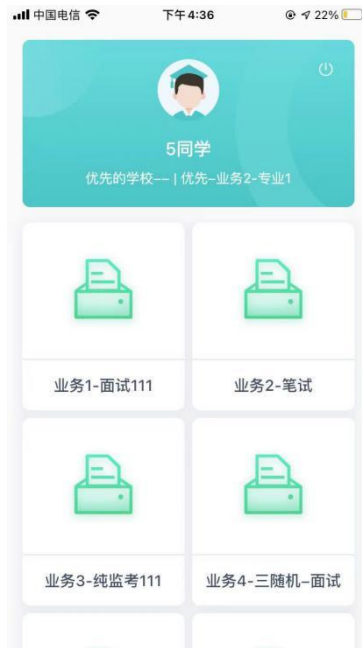 中国电信 下午4:36 22%
5同学
优先的学校-- | 优先-业务2-专业1
业务1-面试111 业务2-笔试
业务3-纯监考111 业务4-三随机-面试